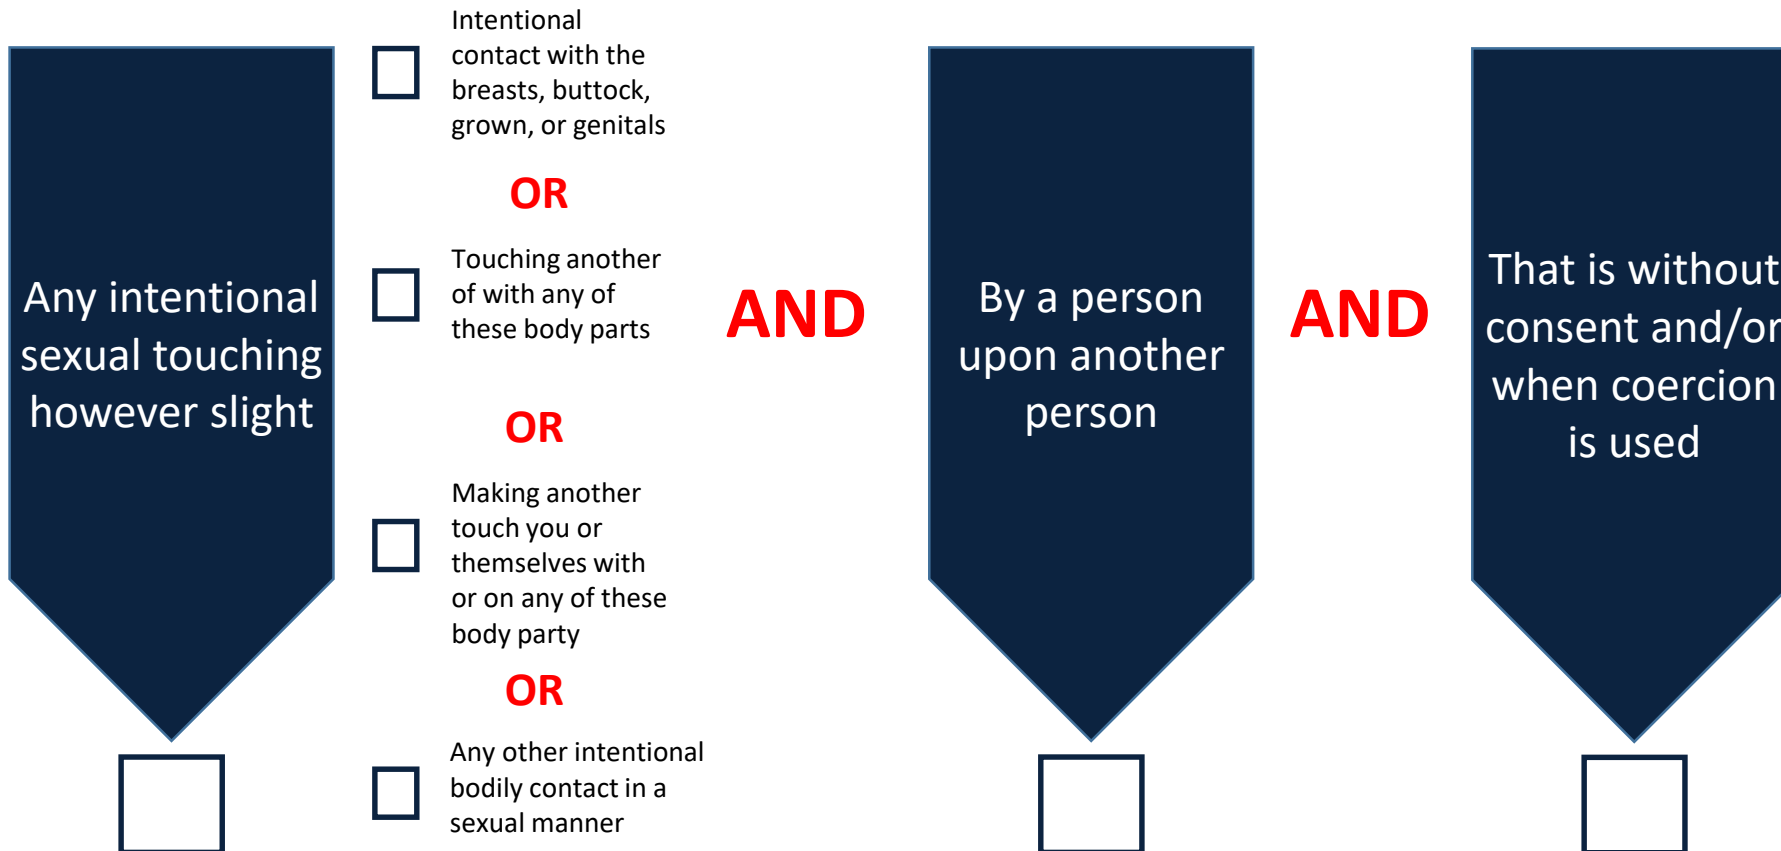 Any intentional
sexual touching
however slight
Intentional
contact with the
breasts, buttock,
grown, or genitals
OR
Touching another
of with any of
these body parts
OR
Making another
touch you or
themselves with
or on any of these
body party
OR
Any other intentional
bodily contact in a
sexual manner
AND
By a person
upon another
person
AND
That is without
consent and/or
when coercion
is used